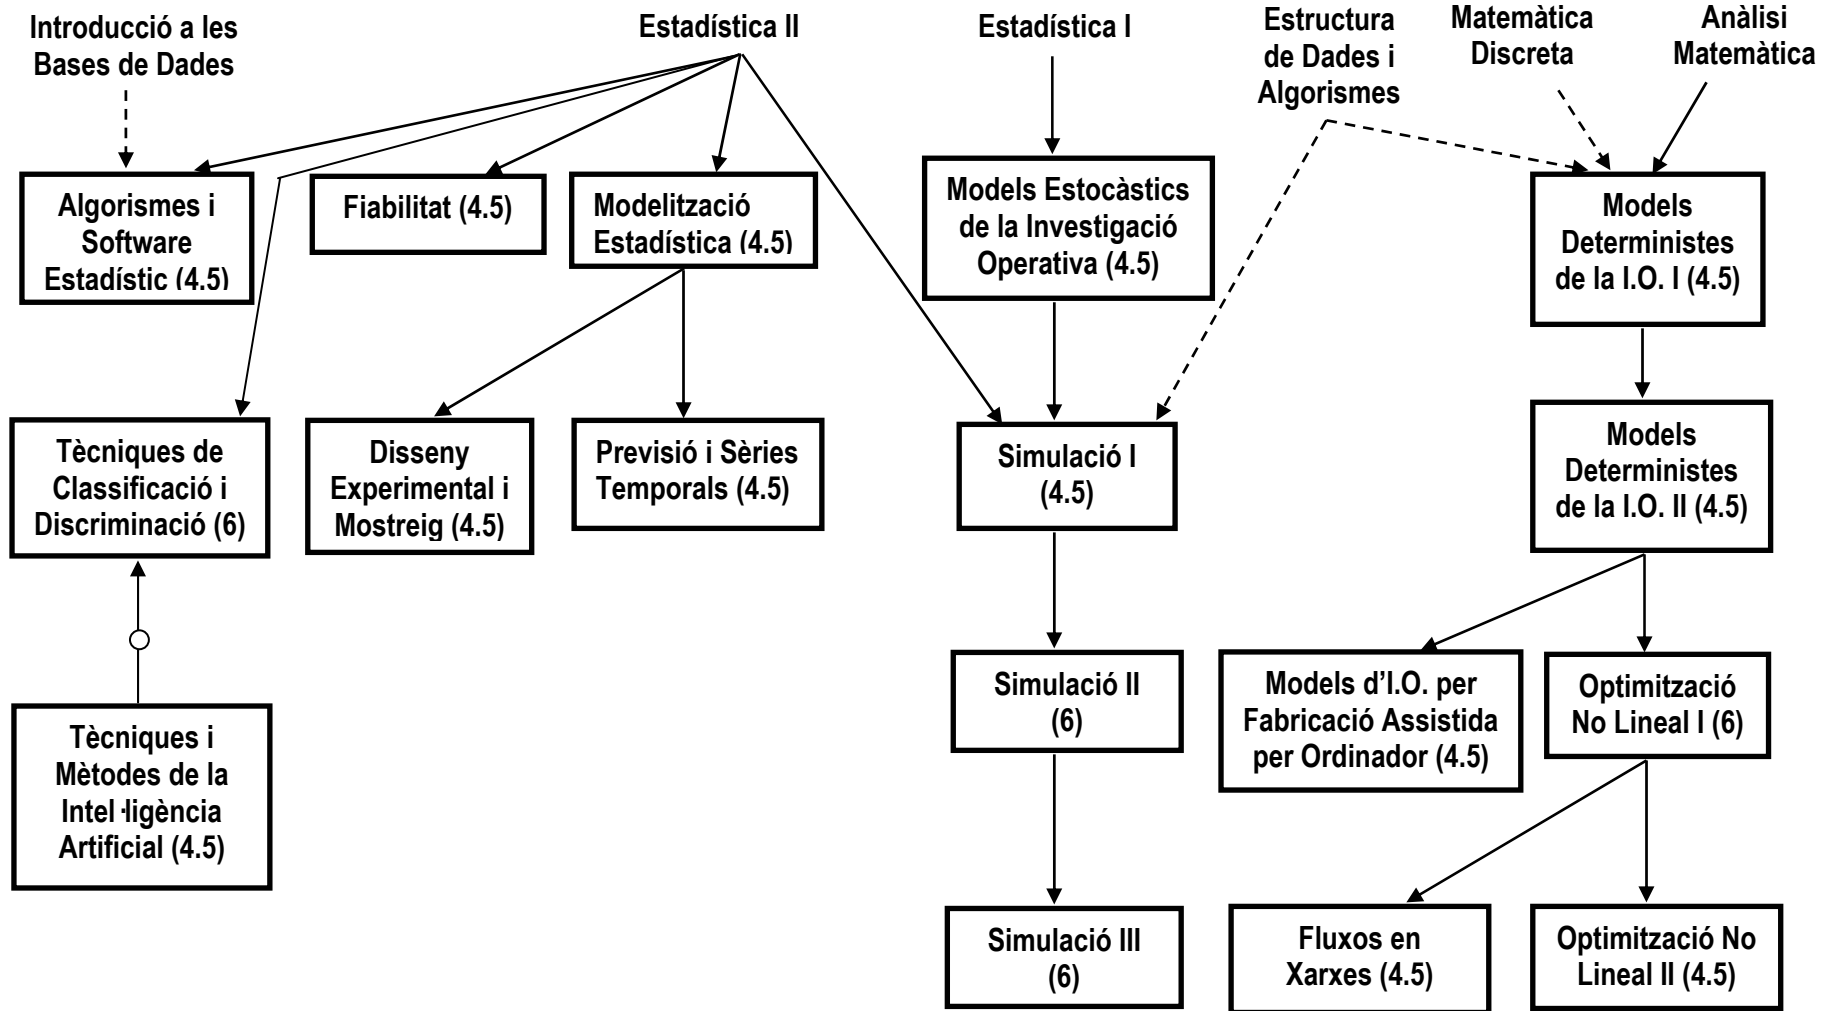 Introducció a les
Bases de Dades
Estadística II
Estadística I
Estructura
de Dades i
Algorismes
Matemàtica
Discreta
Anàlisi
Matemàtica
Algorismes i
Software
Estadístic (4.5)
Fiabilitat (4.5)
Modelització
Estadística (4.5)
Models Estocàstics
de la Investigació
Operativa (4.5)
Models
Deterministes
de la I.O. I (4.5)
Tècniques de
Classificació i
Discriminació (6)
Disseny
Experimental i
Mostreig (4.5)
Previsió i Sèries
Temporals (4.5)
Simulació I
(4.5)
Models
Deterministes
de la I.O. II (4.5)
Tècniques i
Mètodes de la
Intel·ligència
Artificial (4.5)
Simulació II
(6)
Models d’I.O. per
Fabricació Assistida
per Ordinador (4.5)
Optimització
No Lineal I (6)
Simulació III
(6)
Fluxos en
Xarxes (4.5)
Optimització No
Lineal II (4.5)